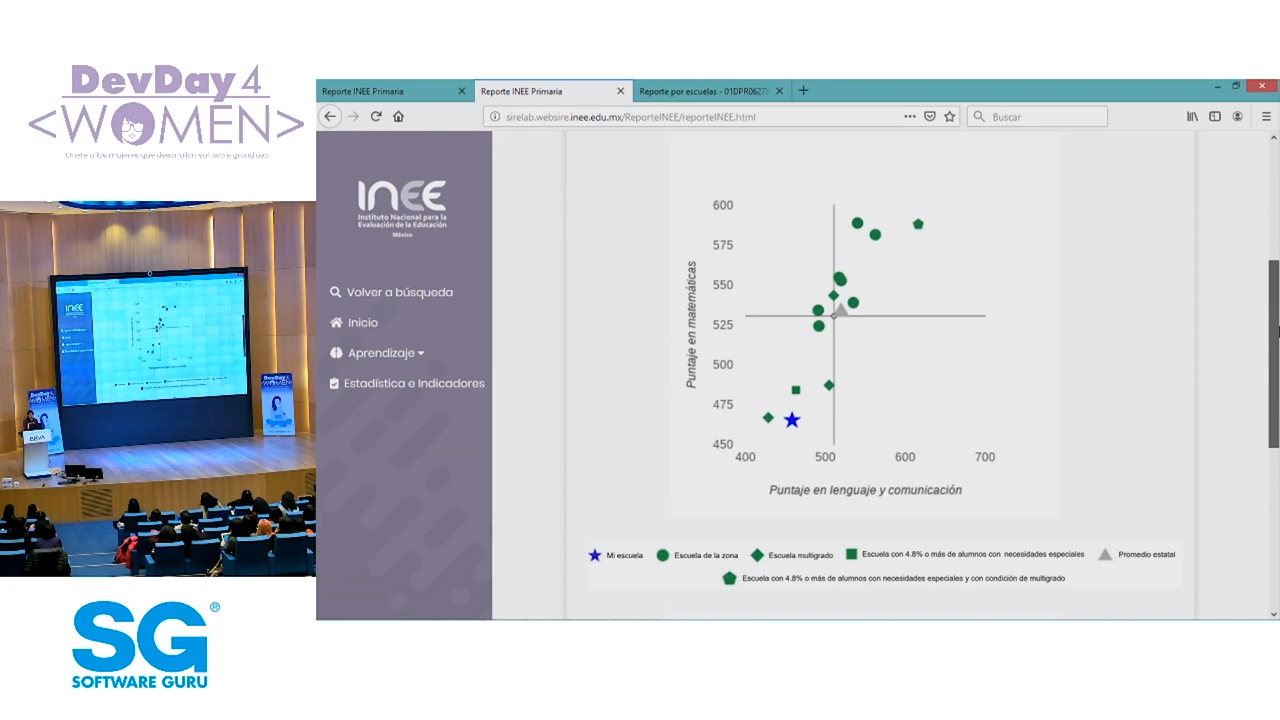 DevDay4
<WOMEN>
Reporte INEE Primaria
Reporte INEE Primaria
Reporte por escuelas - 01DPR0627
sirelab.websire.inee.edu.mx/ReporteINEE/reporteINEE.html
Buscar
INEE
Instituto Nacional para la
Evaluación de la Educación
México
Volver a búsqueda
Inicio
Aprendizaje
Estadística e Indicadores
Puntaje en matemáticas
600
575
550
525
500
475
450
400
500
600
700
Puntaje en lenguaje y comunicación
Mi escuela
Escuela de la zona
Escuela multigrado
Escuela con 4.8% o más de alumnos con necesidades especiales
Promedio estatal
Escuela con 4.8% o más de alumnos con necesidades especiales y con condición de multigrado
BBVA
SG®
SOFTWARE GURU